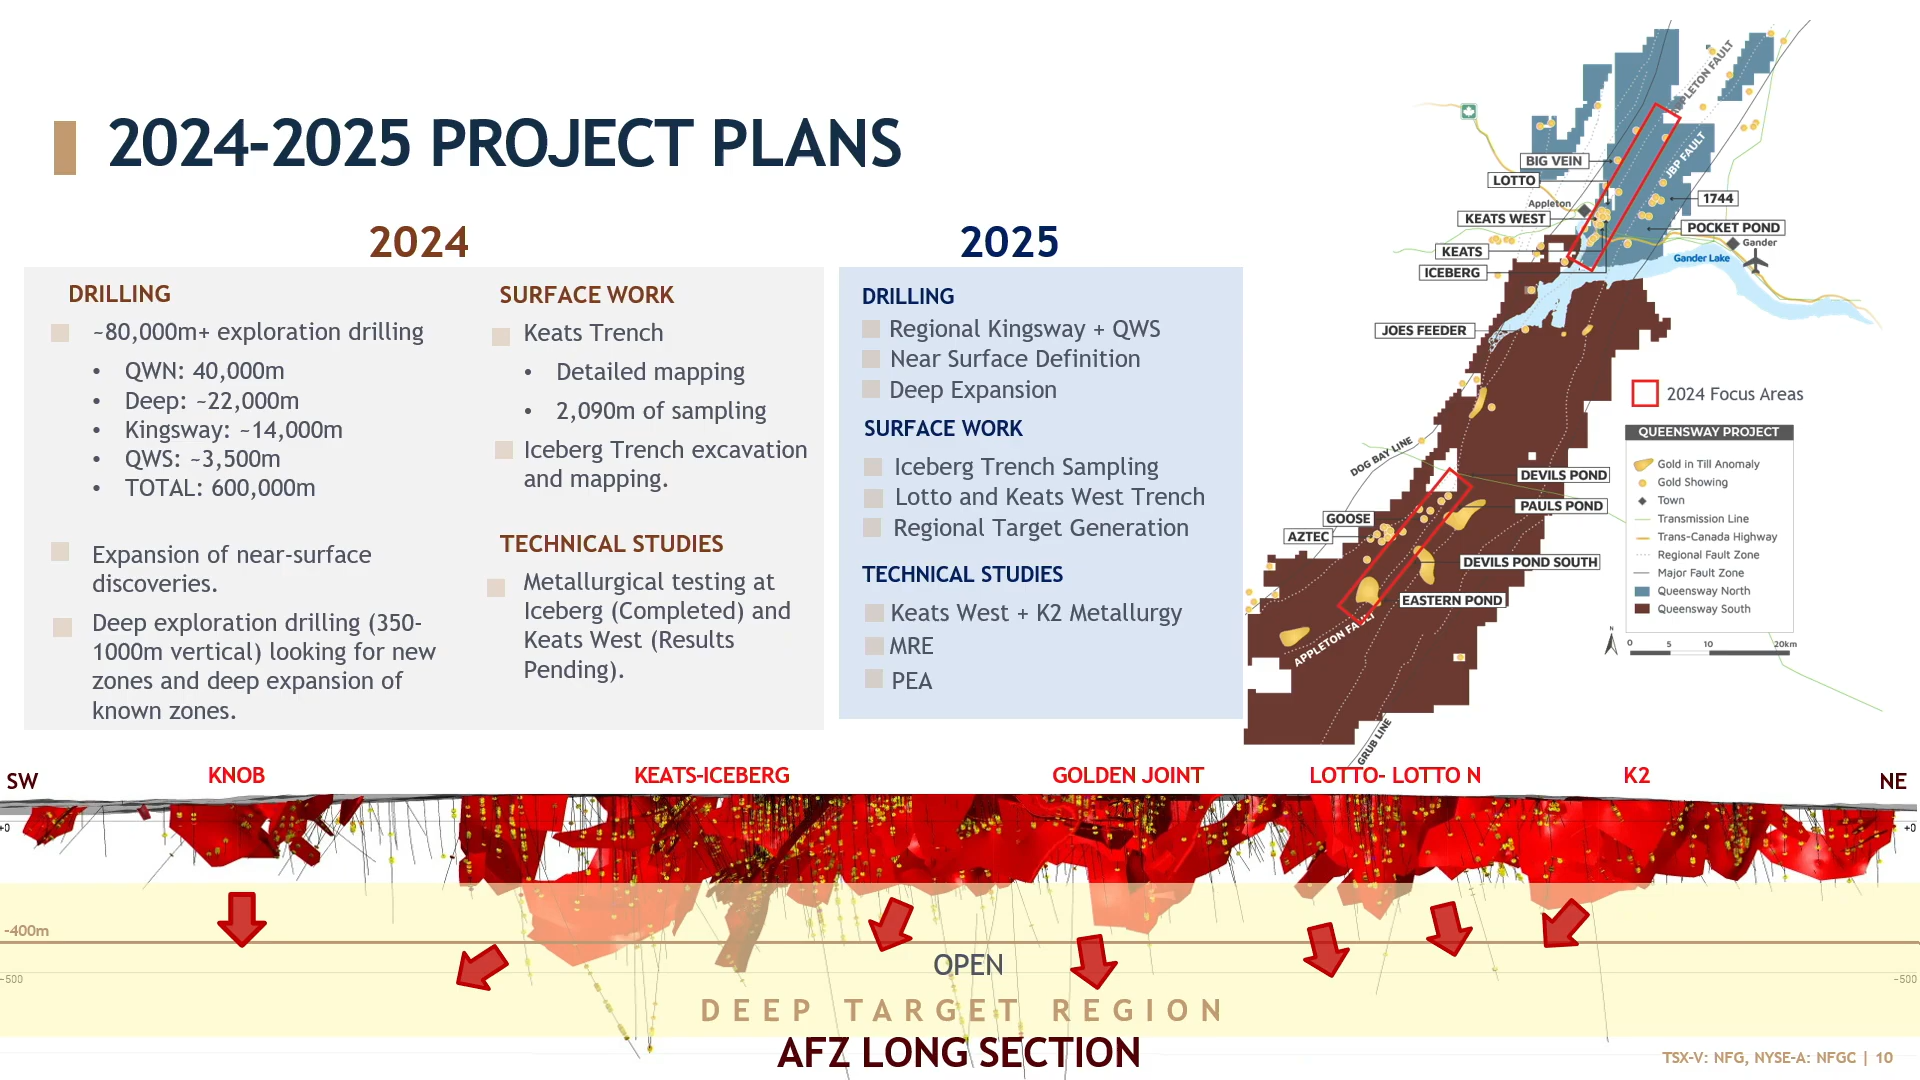 2024-2025 PROJECT PLANS
2024
DRILLING
~80,000m+ exploration drilling
• QWN: 40,000m
• Deep: ~22,000m
• Kingsway: ~14,000m
• QWS: ~3,500m
• TOTAL: 600,000m
Expansion of near-surface
discoveries.
Deep exploration drilling (350-
1000m vertical) looking for new
zones and deep expansion of
known zones.
SURFACE WORK
Keats Trench
• Detailed mapping
• 2,090m of sampling
Iceberg Trench excavation
and mapping.
TECHNICAL STUDIES
Metallurgical testing at
Iceberg (Completed) and
Keats West (Results
Pending).
2025
DRILLING
Regional Kingsway + QWS
Near Surface Definition
Deep Expansion
SURFACE WORK
Iceberg Trench Sampling
Lotto and Keats West Trench
Regional Target Generation
TECHNICAL STUDIES
Keats West + K2 Metallurgy
MRE
PEA
APPLETON FAULT
JBP FAULT
BIG VEIN
LOTTO
Appleton
KEATS WEST
KEATS
ICEBERG
1744
POCKET POND
Gander
Gander Lake
JOES FEEDER
2024 Focus Areas
DOG BAY LINE
DEVILS POND
PAULS POND
GOOSE
AZTEC
DEVILS POND SOUTH
EASTERN POND
APPLETON FAULT
GRUB LINE
QUEENSWAY PROJECT
Gold in Till Anomaly
Gold Showing
Town
Transmission Line
Trans-Canada Highway
Regional Fault Zone
Major Fault Zone
Queensway North
Queensway South
N
0 5 10 20km
SW
KNOB
KEATS-ICEBERG
GOLDEN JOINT
LOTTO- LOTTO N
K2
NE
+0
+0
-400m
-500
-500
OPEN
DEEP TARGET REGION
AFZ LONG SECTION
TSX-V: NFG, NYSE-A: NFGC | 10